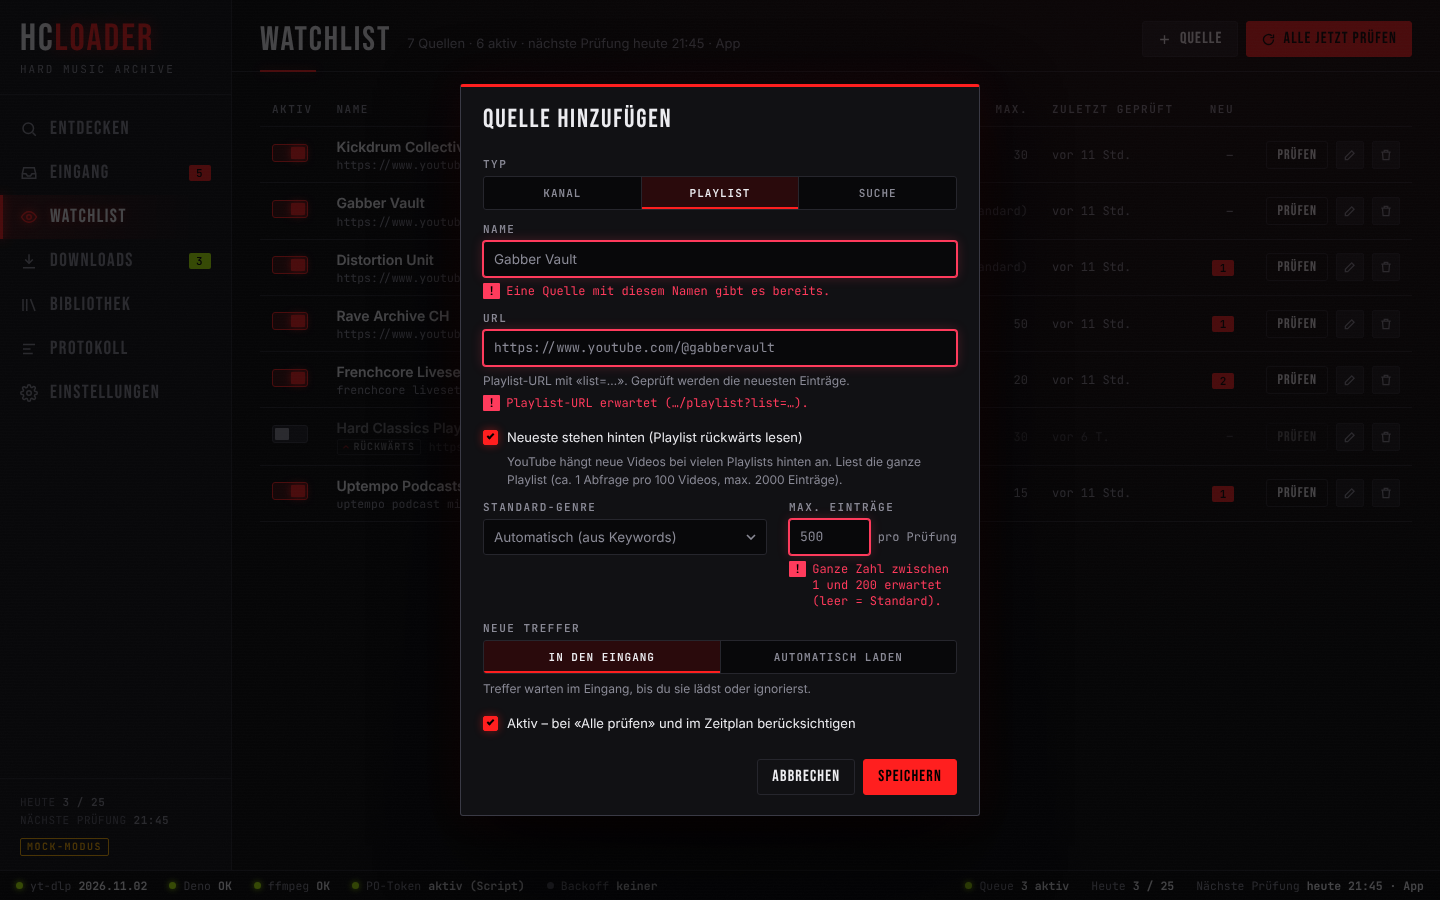 HCLOADER
HARD MUSIC ARCHIVE
ENTDECKEN
EINGANG 5
WATCHLIST
DOWNLOADS 3
BIBLIOTHEK
PROTOKOLL
EINSTELLUNGEN
HEUTE 3 / 25
NÄCHSTE PRÜFUNG 21:45
MOCK-MODUS
WATCHLIST 7 Quellen · 6 aktiv · nächste Prüfung heute 21:45 · App
+ QUELLE
ALLE JETZT PRÜFEN
AKTIV NAME MAX. ZULETZT GEPRÜFT NEU
Kickdrum Collectiv
https://www.youtub
30 vor 11 Std. – PRÜFEN
Gabber Vault
https://www.youtub
ndard) vor 11 Std. – PRÜFEN
Distortion Unit
https://www.youtub
ndard) vor 11 Std. 1 PRÜFEN
Rave Archive CH
https://www.youtub
50 vor 11 Std. 1 PRÜFEN
Frenchcore Livese
frenchcore liveset
20 vor 11 Std. 2 PRÜFEN
Hard Classics Play
RÜCKWÄRTS http
30 vor 6 T. – PRÜFEN
Uptempo Podcasts
uptempo podcast mi
15 vor 11 Std. 1 PRÜFEN
QUELLE HINZUFÜGEN
TYP
KANAL PLAYLIST SUCHE
NAME
Gabber Vault
! Eine Quelle mit diesem Namen gibt es bereits.
URL
https://www.youtube.com/@gabbervault
Playlist-URL mit «list=…». Geprüft werden die neuesten Einträge.
! Playlist-URL erwartet (…/playlist?list=…).
Neueste stehen hinten (Playlist rückwärts lesen)
YouTube hängt neue Videos bei vielen Playlists hinten an. Liest die ganze
Playlist (ca. 1 Abfrage pro 100 Videos, max. 2000 Einträge).
STANDARD-GENRE MAX. EINTRÄGE
Automatisch (aus Keywords) 500 pro Prüfung
! Ganze Zahl zwischen
1 und 200 erwartet
(leer = Standard).
NEUE TREFFER
IN DEN EINGANG AUTOMATISCH LADEN
Treffer warten im Eingang, bis du sie lädst oder ignorierst.
Aktiv – bei «Alle prüfen» und im Zeitplan berücksichtigen
ABBRECHEN SPEICHERN
yt-dlp 2026.11.02 Deno OK ffmpeg OK PO-Token aktiv (Script) Backoff keiner Queue 3 aktiv Heute 3 / 25 Nächste Prüfung heute 21:45 · App